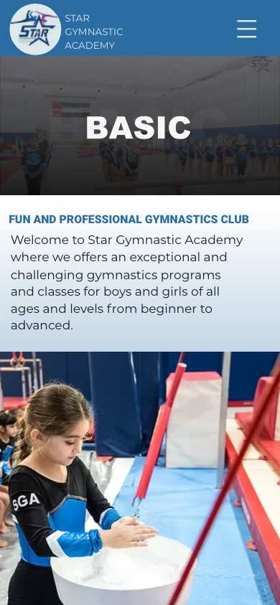 STAR
STAR
GYMNASTIC
ACADEMY
BASIC
FUN AND PROFESSIONAL GYMNASTICS CLUB
Welcome to Star Gymnastic Academy
where we offers an exceptional and
challenging gymnastics programs
and classes for boys and girls of all
ages and levels from beginner to
advanced.
SGA